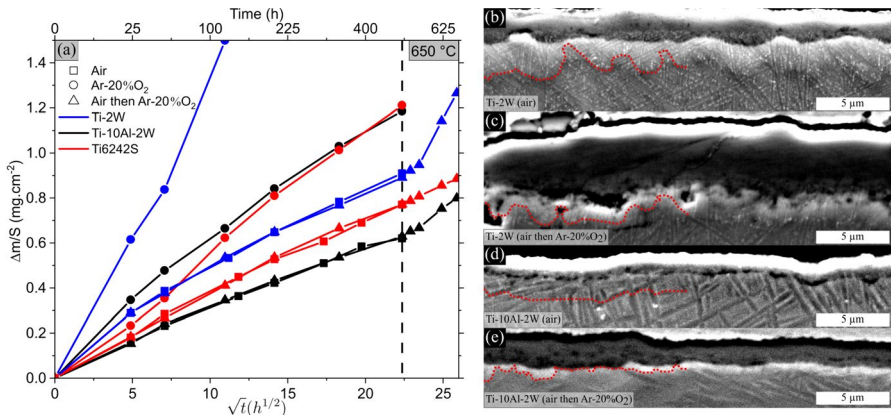 Time (h)
0 25 100 225 400 625
(a)
650 °C
Air
Ar-20%O₂
Air then Ar-20%O₂
Ti-2W
Ti-10Al-2W
Ti6242S
Δm/S (mg.cm⁻²)
1.4
1.2
1.0
0.8
0.6
0.4
0.2
0.0
0 5 10 15 20 25
√t(h^{1/2})
(b)
Ti-2W (air)
5 µm
(c)
Ti-2W (air then Ar-20%O₂)
5 µm
(d)
Ti-10Al-2W (air)
5 µm
(e)
Ti-10Al-2W (air then Ar-20%O₂)
5 µm